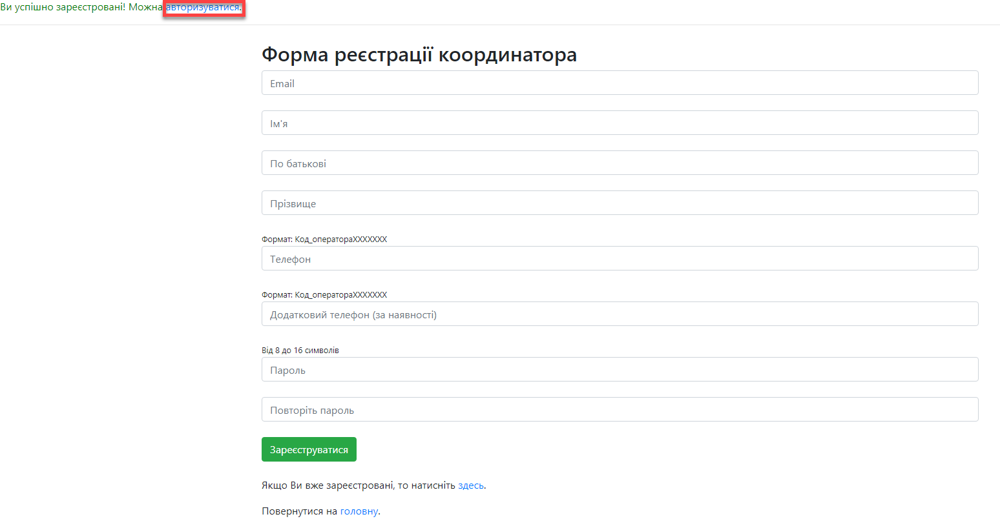 Ви успішно зареєстровані! Можна авторизуватися.
Форма реєстрації координатора
Email
Ім'я
По батькові
Прізвище
Формат: Код_оператораXXXXXXX
Телефон
Формат: Код_оператораXXXXXXX
Додатковий телефон (за наявності)
Від 8 до 16 символів
Пароль
Повторіть пароль
Зареєструватися
Якщо Ви вже зареєстровані, то натисніть здесь.
Повернутися на головну.